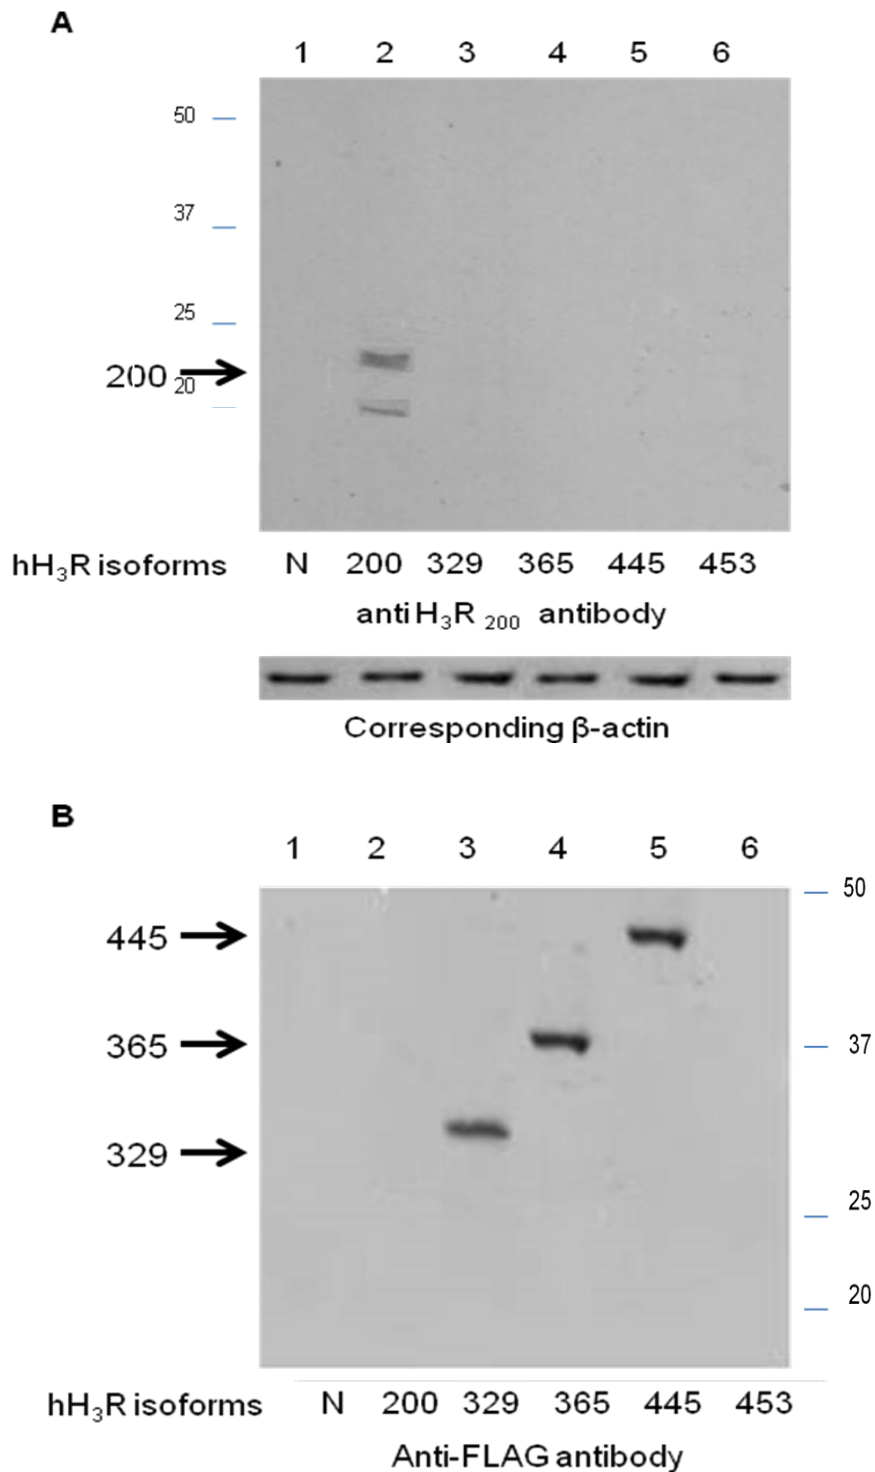 A
1 2 3 4 5 6
50
37
25
200
20
hH₃R isoforms N 200 329 365 445 453
anti H₃R ₂₀₀ antibody
Corresponding β-actin
B
1 2 3 4 5 6
50
445
365
37
329
25
20
hH₃R isoforms N 200 329 365 445 453
Anti-FLAG antibody